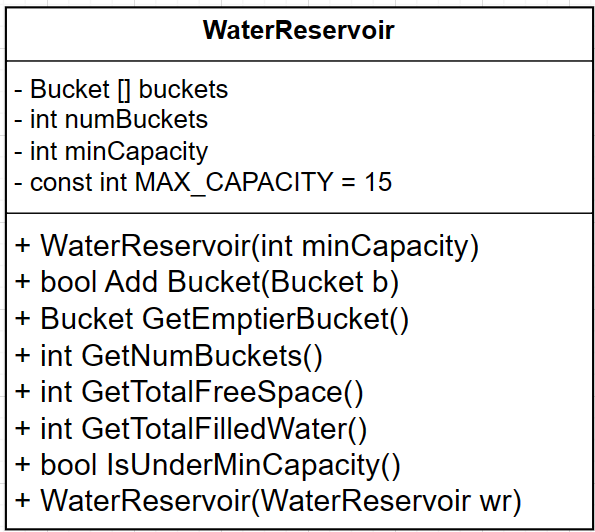 WaterReservoir
- Bucket [] buckets
- int numBuckets
- int minCapacity
- const int MAX_CAPACITY = 15
+ WaterReservoir(int minCapacity)
+ bool Add Bucket(Bucket b)
+ Bucket GetEmptierBucket()
+ int GetNumBuckets()
+ int GetTotalFreeSpace()
+ int GetTotalFilledWater()
+ bool IsUnderMinCapacity()
+ WaterReservoir(WaterReservoir wr)